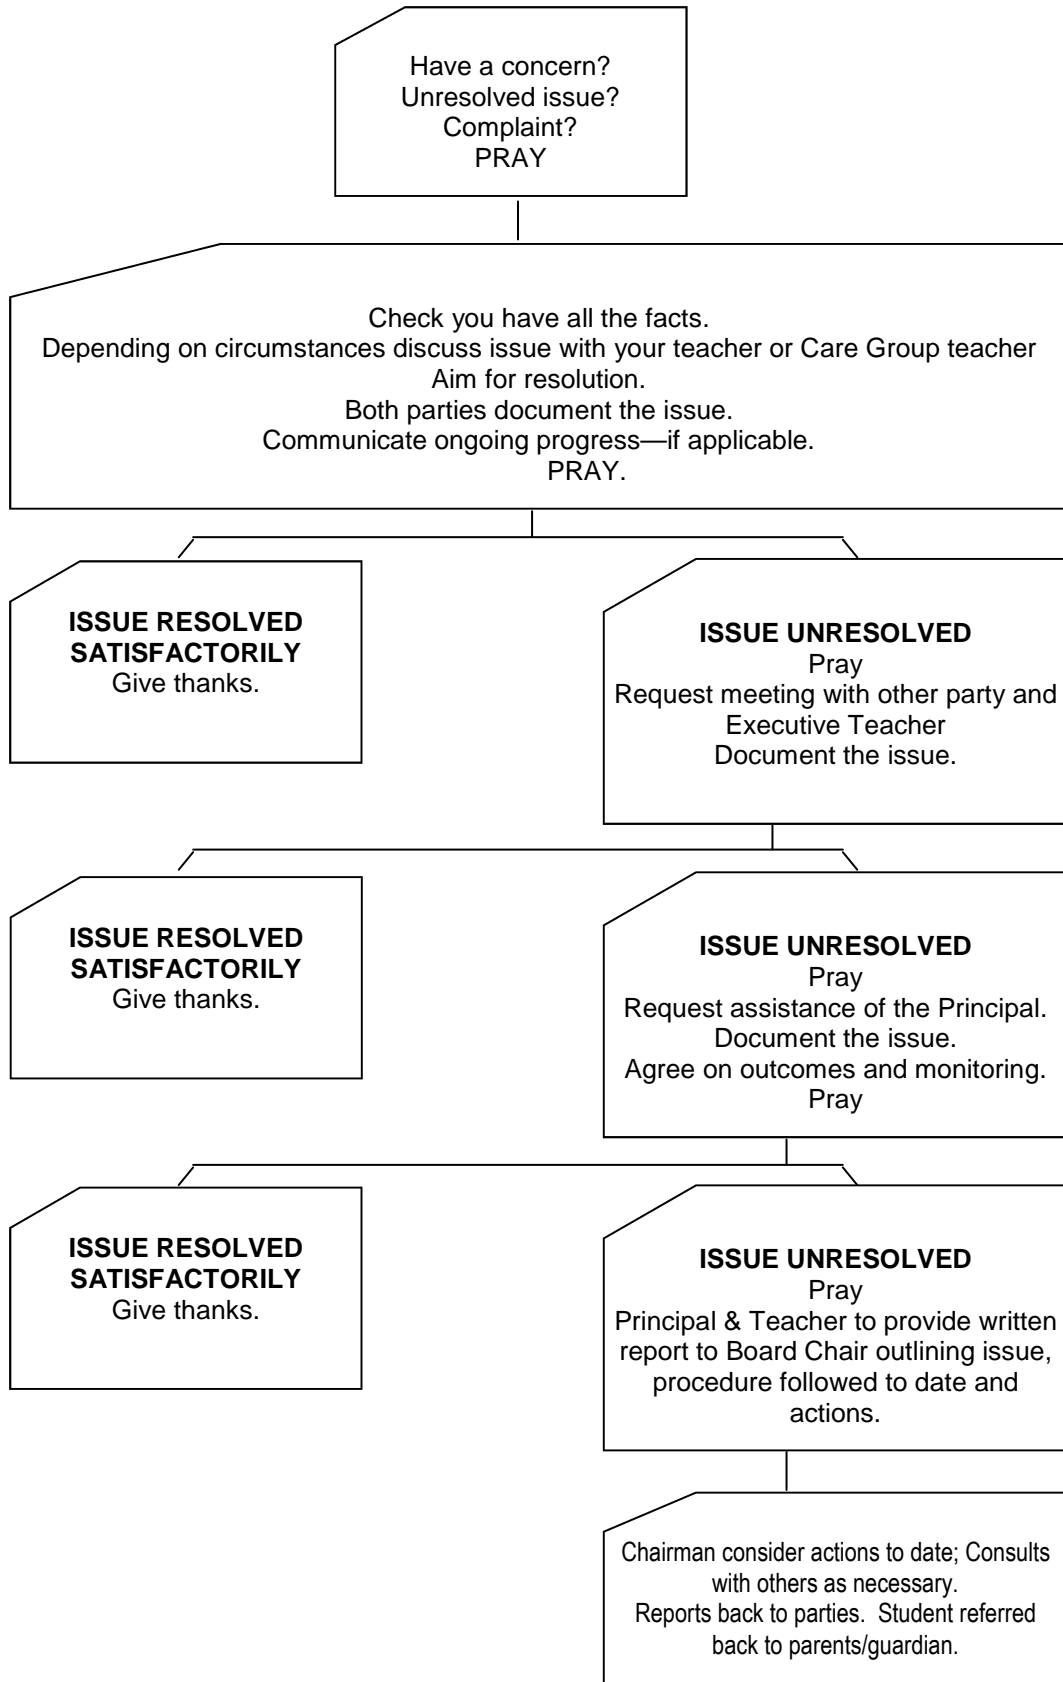 Have a concern?
Unresolved issue?
Complaint?
PRAY
Check you have all the facts.
Depending on circumstances discuss issue with your teacher or Care Group teacher
Aim for resolution.
Both parties document the issue.
Communicate ongoing progress—if applicable.
PRAY.
ISSUE RESOLVED
SATISFACTORILY
Give thanks.
ISSUE UNRESOLVED
Pray
Request meeting with other party and
Executive Teacher
Document the issue.
ISSUE RESOLVED
SATISFACTORILY
Give thanks.
ISSUE UNRESOLVED
Pray
Request assistance of the Principal.
Document the issue.
Agree on outcomes and monitoring.
Pray
ISSUE RESOLVED
SATISFACTORILY
Give thanks.
ISSUE UNRESOLVED
Pray
Principal & Teacher to provide written
report to Board Chair outlining issue,
procedure followed to date and
actions.
Chairman consider actions to date; Consults
with others as necessary.
Reports back to parties.  Student referred
back to parents/guardian.